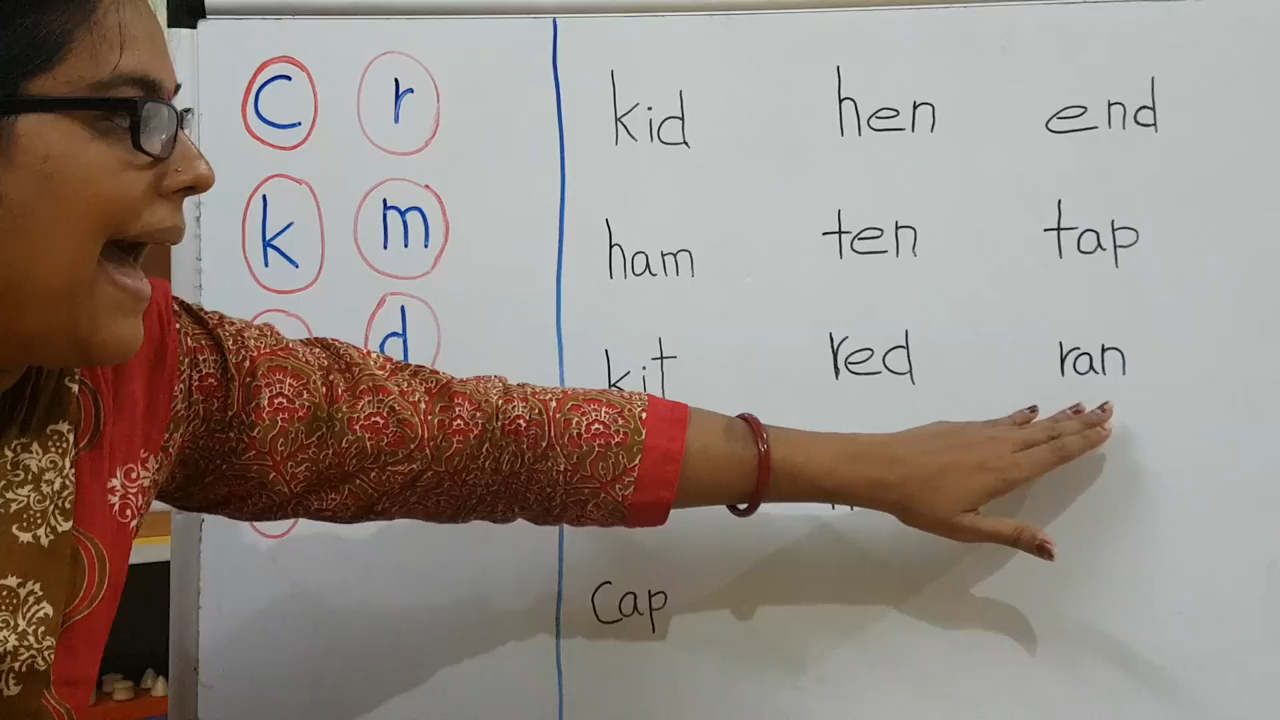 c r
k m
d
kid hen end
ham ten tap
kit red ran
Cap